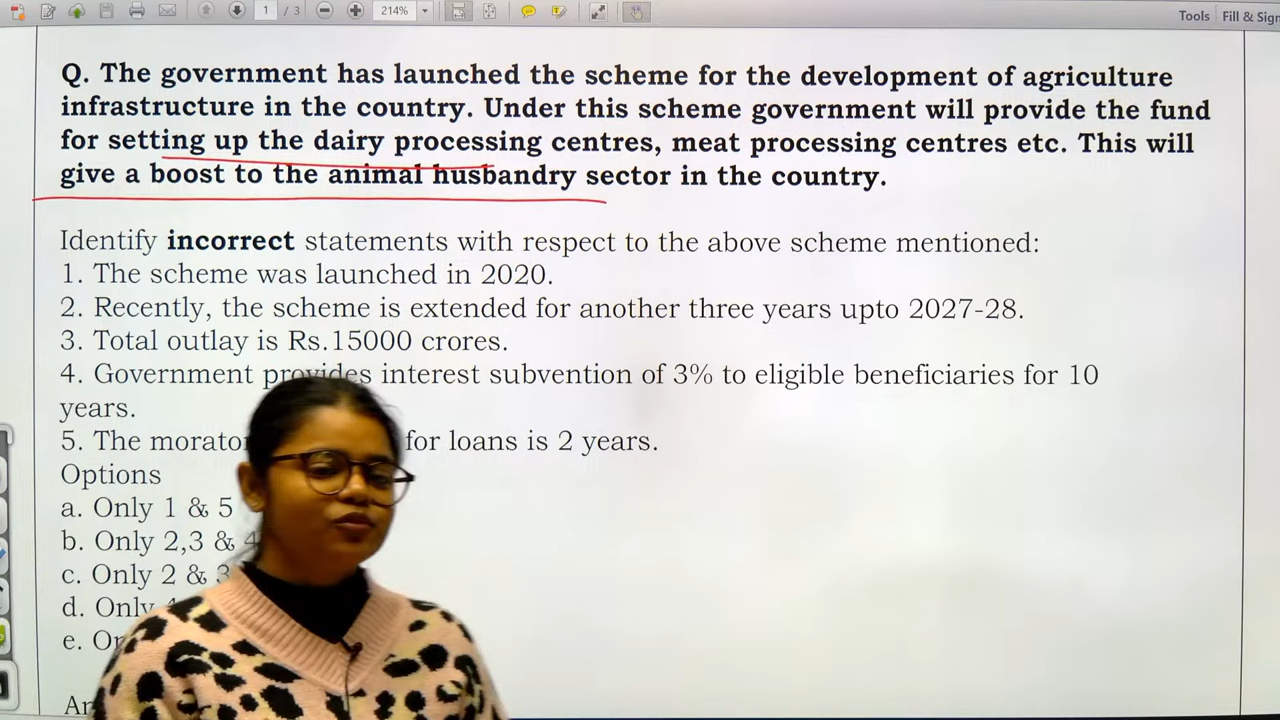 1 / 3 214% Tools Fill & Sign
Q. The government has launched the scheme for the development of agriculture
infrastructure in the country. Under this scheme government will provide the fund
for setting up the dairy processing centres, meat processing centres etc. This will
give a boost to the animal husbandry sector in the country.
Identify incorrect statements with respect to the above scheme mentioned:
1. The scheme was launched in 2020.
2. Recently, the scheme is extended for another three years upto 2027-28.
3. Total outlay is Rs.15000 crores.
4. Government provides interest subvention of 3% to eligible beneficiaries for 10
years.
5. The for loans is 2 years.
Options
a. Only 1 & 5
b. Only 2,3 & 4
c. Only 2 & 3
d. Only
e.